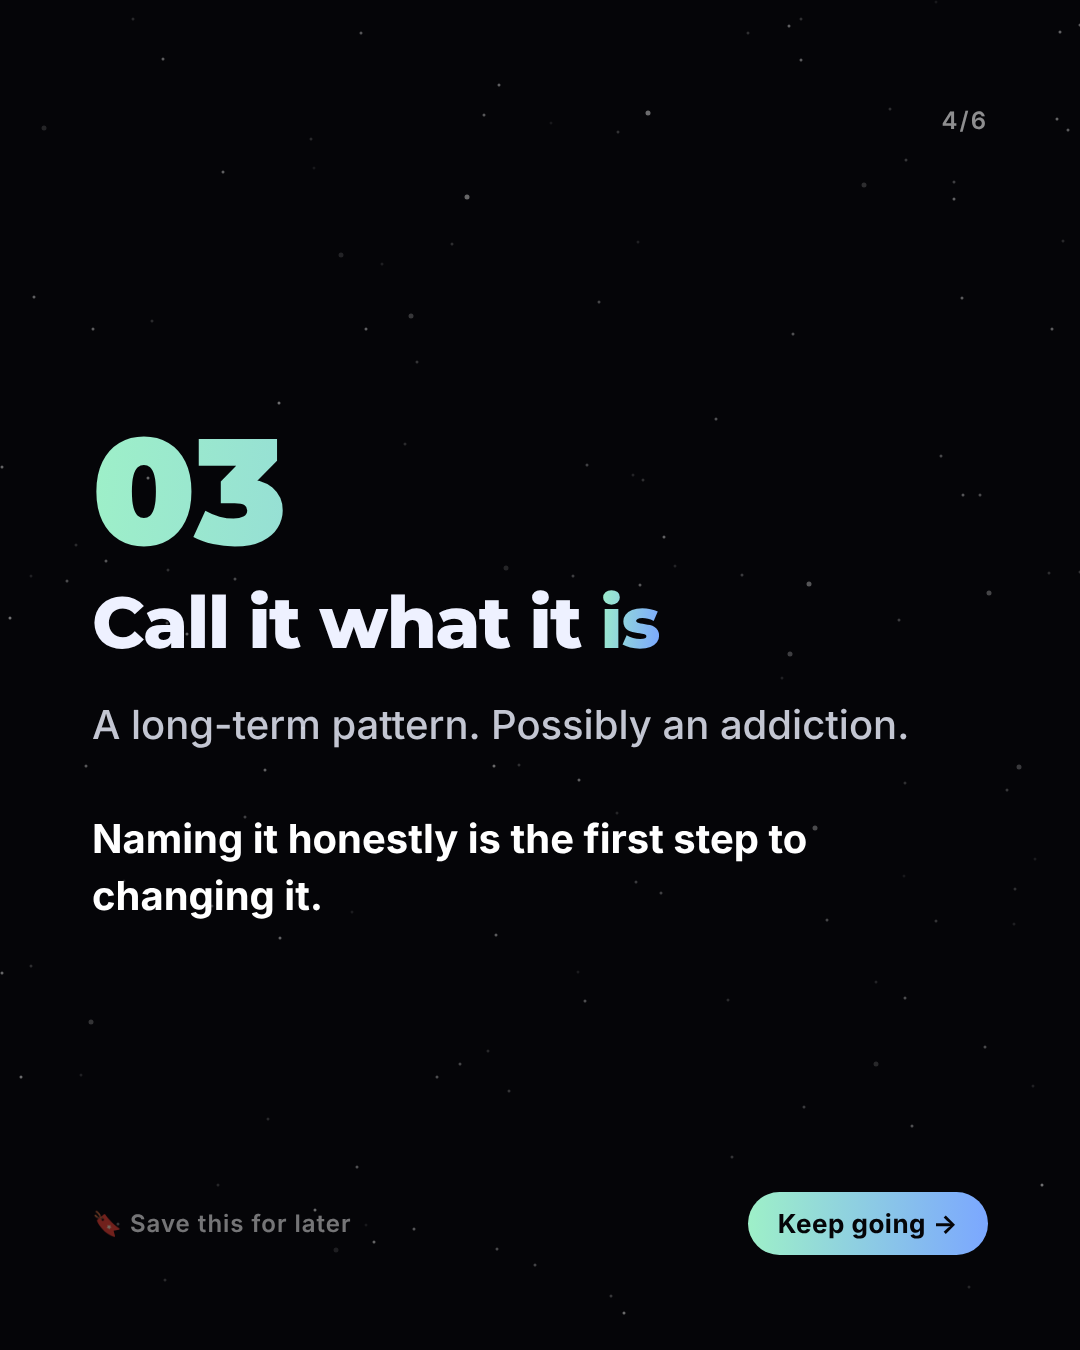 4/6
03
Call it what it is
A long-term pattern. Possibly an addiction.
Naming it honestly is the first step to
changing it.
🔖 Save this for later
Keep going →